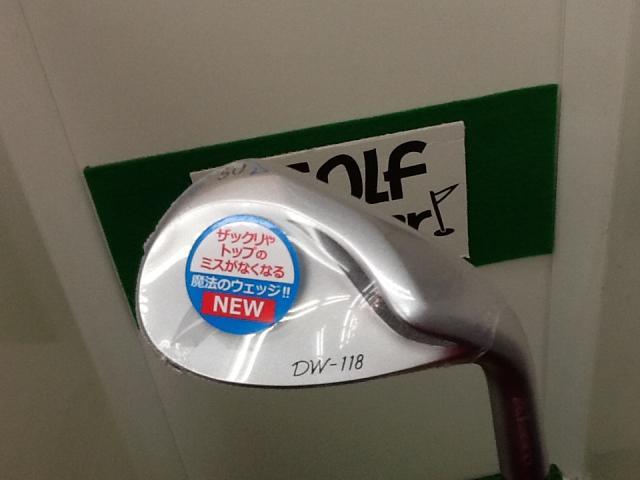 OLF
ザックリや
トップの
ミスがなくなる
魔法のウェッジ!!
NEW
DW-118